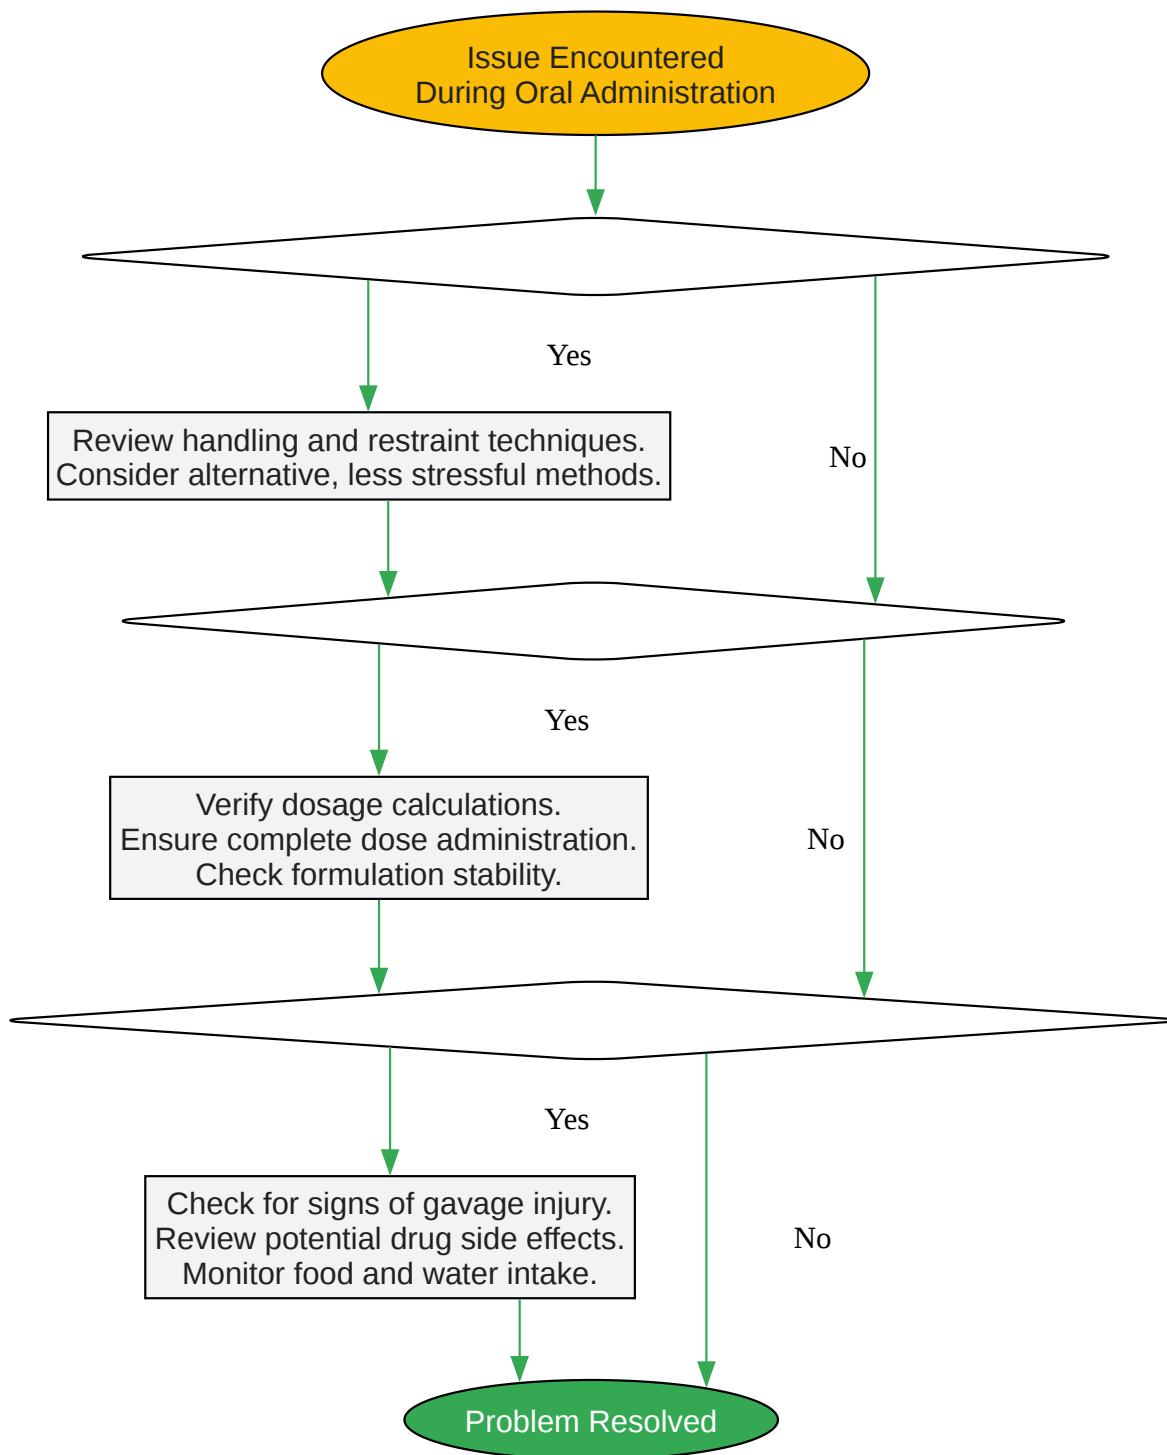 Issue Encountered
During Oral Administration
Yes
Review handling and restraint techniques.
Consider alternative, less stressful methods.
No
Yes
Verify dosage calculations.
Ensure complete dose administration.
Check formulation stability.
No
Yes
Check for signs of gavage injury.
Review potential drug side effects.
Monitor food and water intake.
No
Problem Resolved